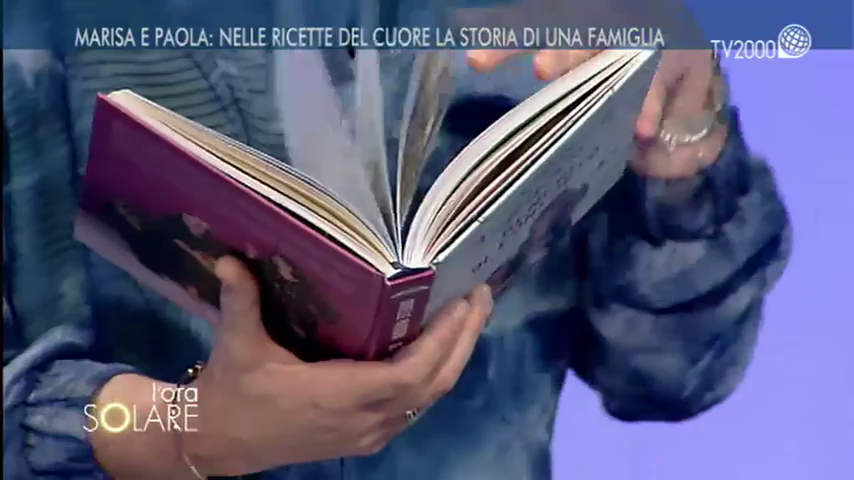 MARISA E PAOLA: NELLE RICETTE DEL CUORE LA STORIA DI UNA FAMIGLIA
TV2000
l'ora
SOLARE